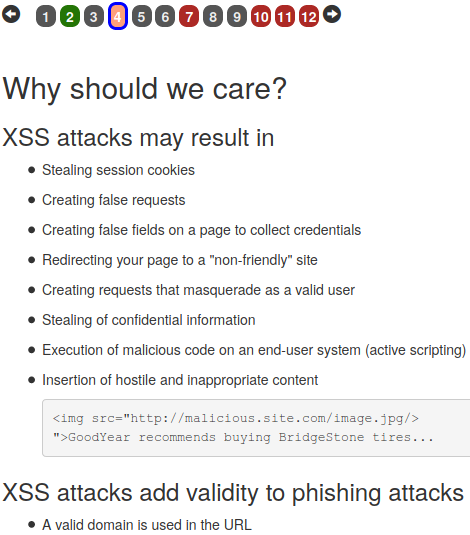 1 2 3 4 5 6 7 8 9 10 11 12
Why should we care?
XSS attacks may result in
Stealing session cookies
Creating false requests
Creating false fields on a page to collect credentials
Redirecting your page to a "non-friendly" site
Creating requests that masquerade as a valid user
Stealing of confidential information
Execution of malicious code on an end-user system (active scripting)
Insertion of hostile and inappropriate content
<img src="http://malicious.site.com/image.jpg/>
">GoodYear recommends buying BridgeStone tires...
XSS attacks add validity to phishing attacks
A valid domain is used in the URL